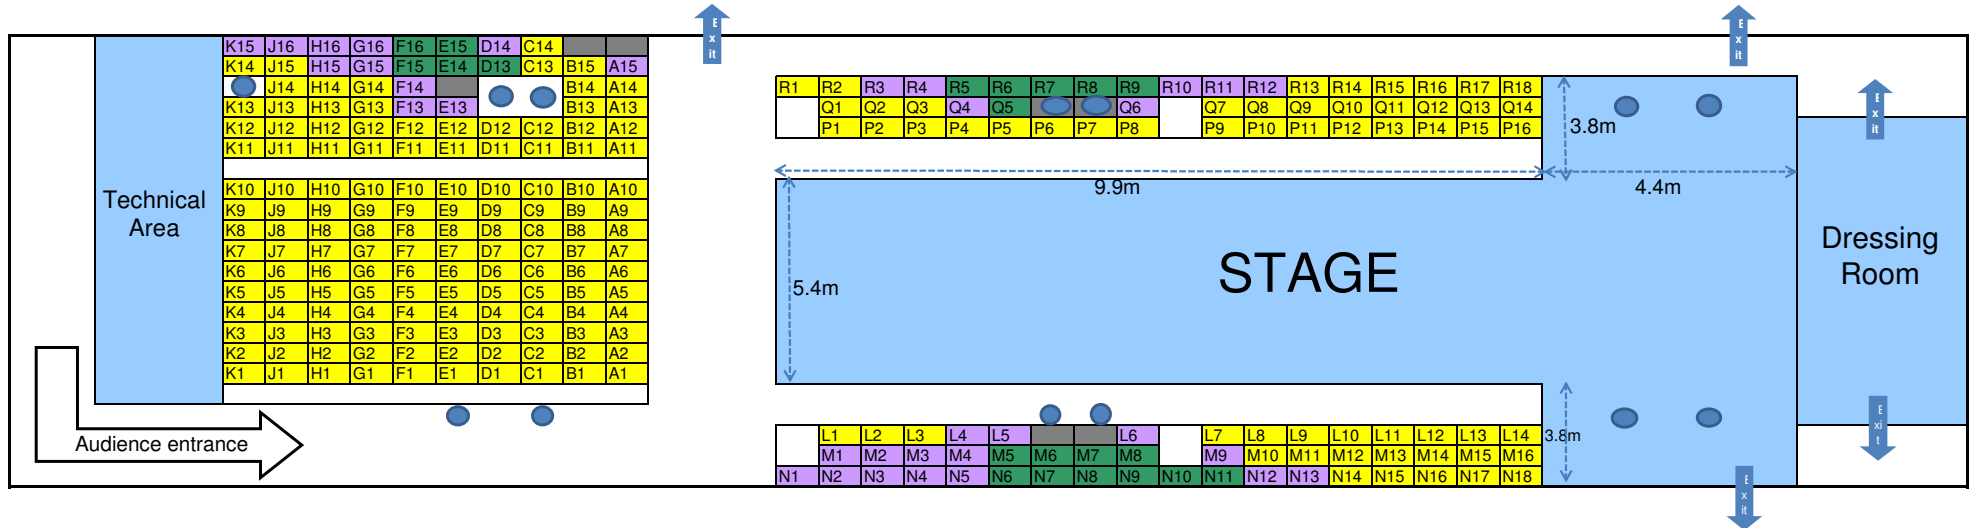 E
x
it
E
x
it
K15 J16 H16 G16 F16 E15 D14 C14
K14 J15 H15 G15 F15 E14 D13 C13 B15 A15
J14 H14 G14 F14 B14 A14
K13 J13 H13 G13 F13 E13 B13 A13
K12 J12 H12 G12 F12 E12 D12 C12 B12 A12
K11 J11 H11 G11 F11 E11 D11 C11 B11 A11
K10 J10 H10 G10 F10 E10 D10 C10 B10 A10
K9 J9 H9 G9 F9 E9 D9 C9 B9 A9
K8 J8 H8 G8 F8 E8 D8 C8 B8 A8
K7 J7 H7 G7 F7 E7 D7 C7 B7 A7
K6 J6 H6 G6 F6 E6 D6 C6 B6 A6
K5 J5 H5 G5 F5 E5 D5 C5 B5 A5
K4 J4 H4 G4 F4 E4 D4 C4 B4 A4
K3 J3 H3 G3 F3 E3 D3 C3 B3 A3
K2 J2 H2 G2 F2 E2 D2 C2 B2 A2
K1 J1 H1 G1 F1 E1 D1 C1 B1 A1
Technical
Area
Audience entrance
R1 R2 R3 R4 R5 R6 R7 R8 R9 R10 R11 R12 R13 R14 R15 R16 R17 R18
Q1 Q2 Q3 Q4 Q5 Q6 Q7 Q8 Q9 Q10 Q11 Q12 Q13 Q14
P1 P2 P3 P4 P5 P6 P7 P8 P9 P10 P11 P12 P13 P14 P15 P16
3.8m
9.9m
4.4m
5.4m
STAGE
Dressing
Room
E
x
it
E
xi
t
L1 L2 L3 L4 L5 L6 L7 L8 L9 L10 L11 L12 L13 L14
3.8m
M1 M2 M3 M4 M5 M6 M7 M8 M9 M10 M11 M12 M13 M14 M15 M16
N1 N2 N3 N4 N5 N6 N7 N8 N9 N10 N11 N12 N13 N14 N15 N16 N17 N18
E
x
it